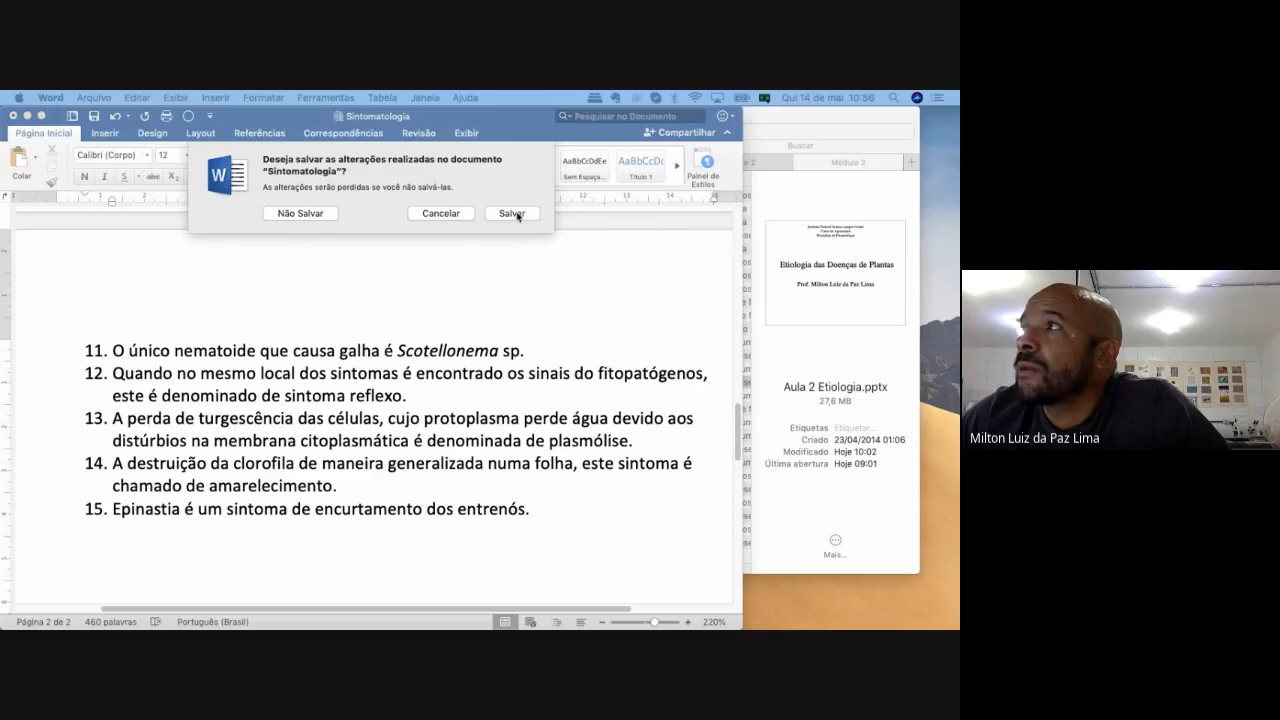 Word Arquivo Editar Exibir Inserir Formatar Ferramentas Tabela Janela Ajuda Qui 14 de mai 10:56
Sintomatologia
Pesquisar no Documento
Página Inicial Inserir Design Layout Referências Correspondências Revisão Exibir
Compartilhar
Colar
Calibri (Corpo) 12
N I S abc X₂
Deseja salvar as alterações realizadas no documento
“Sintomatologia”?
As alterações serão perdidas se você não salvá-las.
Não Salvar Cancelar Salvar
AaBbCcDdEe
Sem Espaça...
AaBbCcDc
Título 1
Painel de
Estilos
11. O único nematoide que causa galha é Scotellonema sp.
12. Quando no mesmo local dos sintomas é encontrado os sinais do fitopatógenos,
este é denominado de sintoma reflexo.
13. A perda de turgescência das células, cujo protoplasma perde água devido aos
distúrbios na membrana citoplasmática é denominada de plasmólise.
14. A destruição da clorofila de maneira generalizada numa folha, este sintoma é
chamado de amarelecimento.
15. Epinastia é um sintoma de encurtamento dos entrenós.
Página 2 de 2 460 palavras Português (Brasil) 220%
Buscar
Módulo 2
Etiologia das Doenças de Plantas
Prof. Milton Luiz da Paz Lima
Aula 2 Etiologia.pptx
27,6 MB
Etiquetas Etiquetar...
Criado 23/04/2014 01:06
Modificado Hoje 10:02
Última abertura Hoje 09:01
Mais...
Milton Luiz da Paz Lima